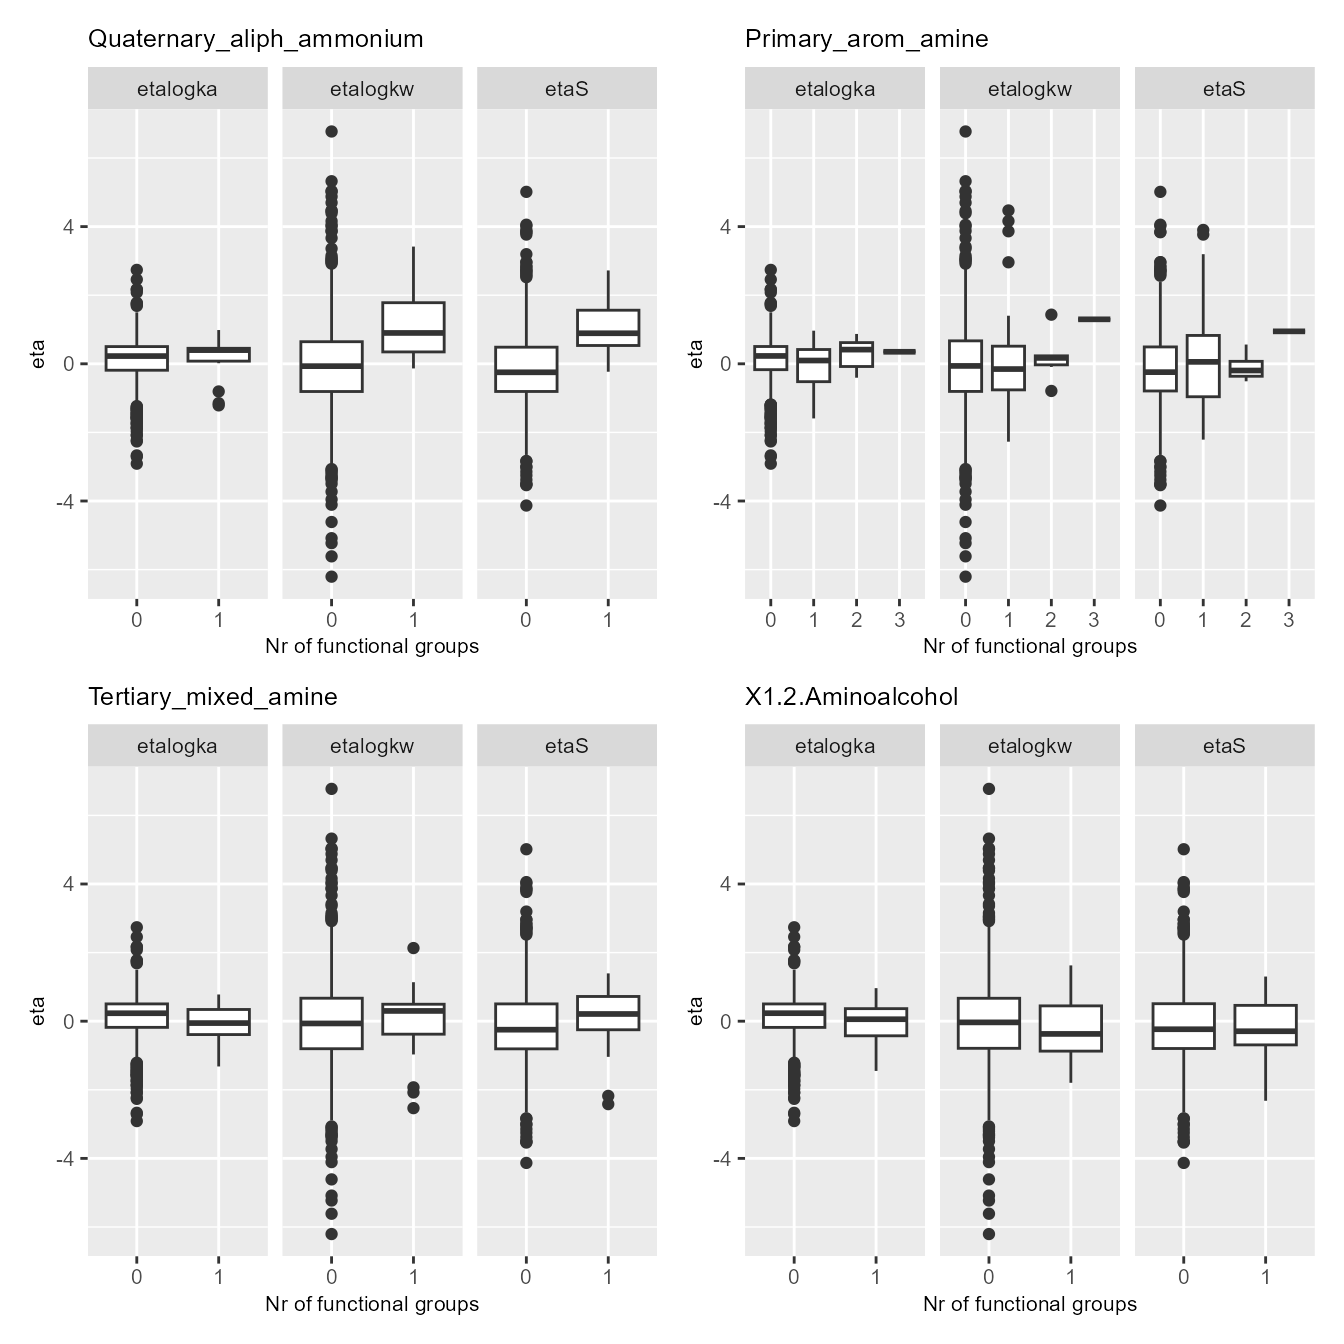 Quaternary_aliph_ammonium
etalogka etalogkw etaS
eta
4
0
-4
0 1 0 1 0 1
Nr of functional groups
Primary_arom_amine
etalogka etalogkw etaS
eta
4
0
-4
0 1 2 3 0 1 2 3 0 1 2 3
Nr of functional groups
Tertiary_mixed_amine
etalogka etalogkw etaS
eta
4
0
-4
0 1 0 1 0 1
Nr of functional groups
X1.2.Aminoalcohol
etalogka etalogkw etaS
eta
4
0
-4
0 1 0 1 0 1
Nr of functional groups